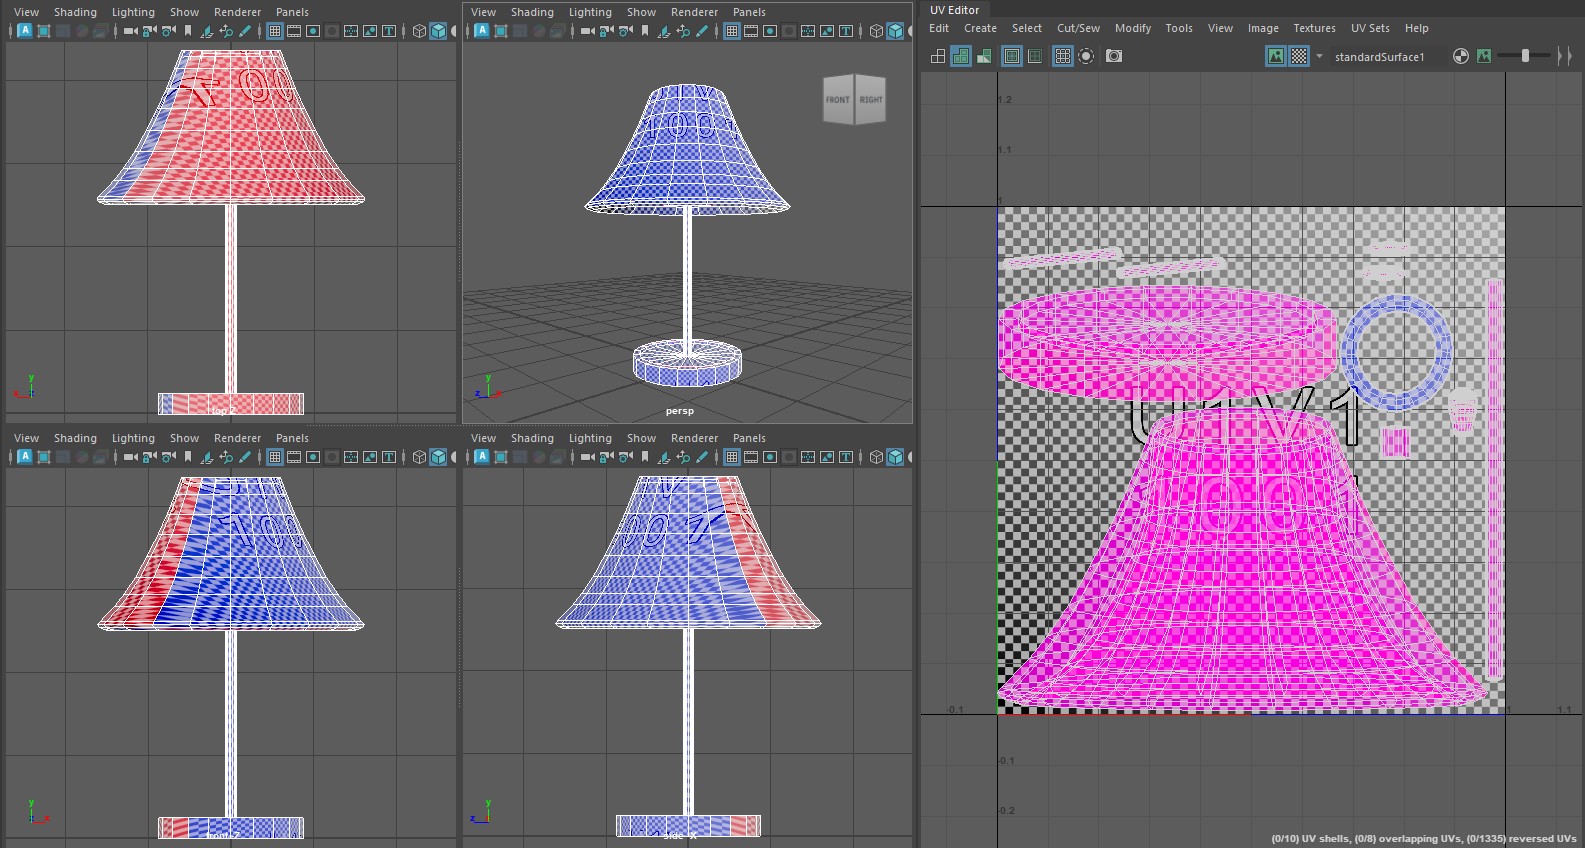 View Shading Lighting Show Renderer Panels
View Shading Lighting Show Renderer Panels
UV Editor
Edit Create Select Cut/Sew Modify Tools View Image Textures UV Sets Help
standardSurface1
FRONT RIGHT
1001
y
z
top Z
y
z
persp
View Shading Lighting Show Renderer Panels
View Shading Lighting Show Renderer Panels
y
x
front -Z
y
z
side -X
1.2
1.1
1
U1V1
1001
-0.1
1
1.1
-0.1
-0.2
(0/10) UV shells, (0/8) overlapping UVs, (0/1335) reversed UVs